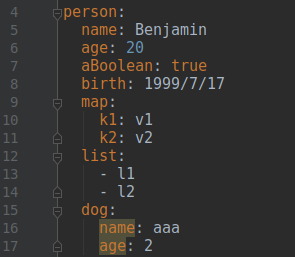 4 person:
5   name: Benjamin
6   age: 20
7   aBoolean: true
8   birth: 1999/7/17
9   map:
10     k1: v1
11     k2: v2
12   list:
13     - l1
14     - l2
15   dog:
16     name: aaa
17     age: 2